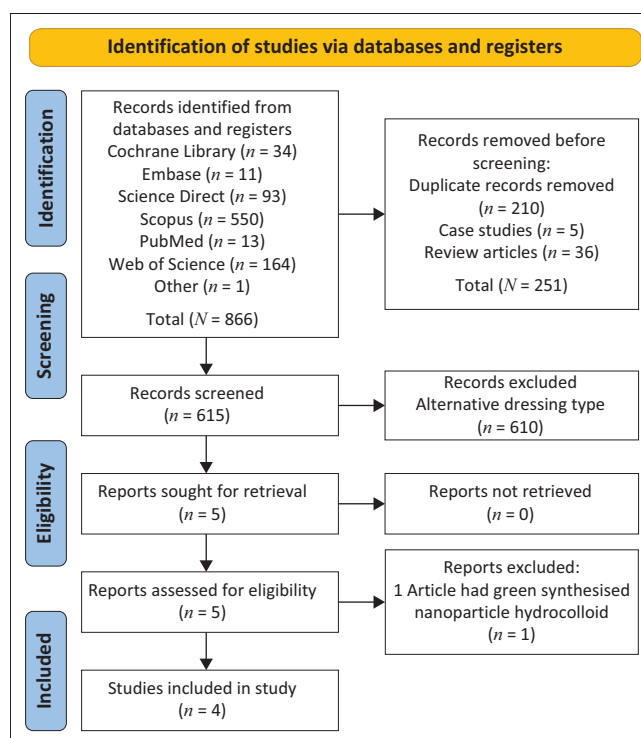 Identification of studies via databases and registers
Identification
Records identified from
databases and registers
Cochrane Library (n = 34)
Embase (n = 11)
Science Direct (n = 93)
Scopus (n = 550)
PubMed (n = 13)
Web of Science (n = 164)
Other (n = 1)
Total (N = 866)
Records removed before
screening:
Duplicate records removed
(n = 210)
Case studies (n = 5)
Review articles (n = 36)
Total (N = 251)
Screening
Records screened
(n = 615)
Records excluded
Alternative dressing type
(n = 610)
Eligibility
Reports sought for retrieval
(n = 5)
Reports not retrieved
(n = 0)
Reports assessed for eligibility
(n = 5)
Reports excluded:
1 Article had green synthesised
nanoparticle hydrocolloid
(n = 1)
Included
Studies included in study
(n = 4)